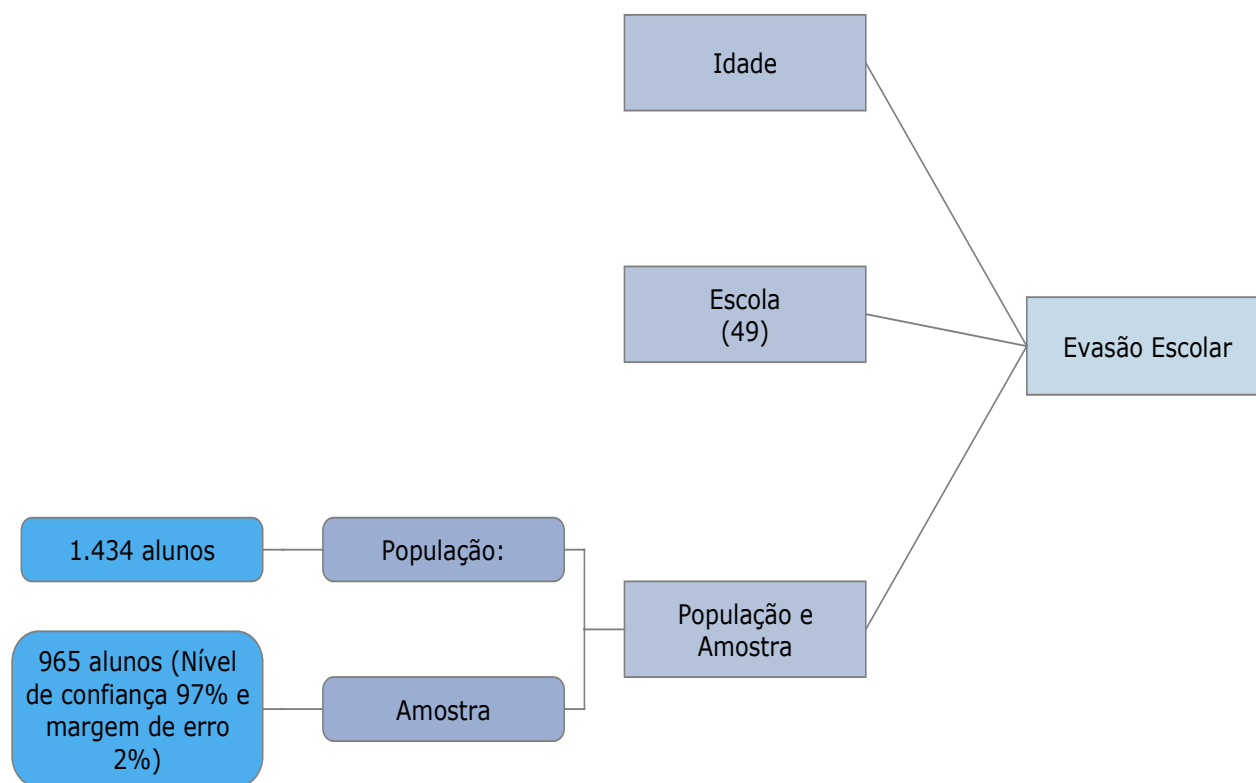 Idade
Escola
(49)
Evasão Escolar
1.434 alunos
População:
População e
Amostra
965 alunos (Nível
de confiança 97% e
margem de erro
2%)
Amostra